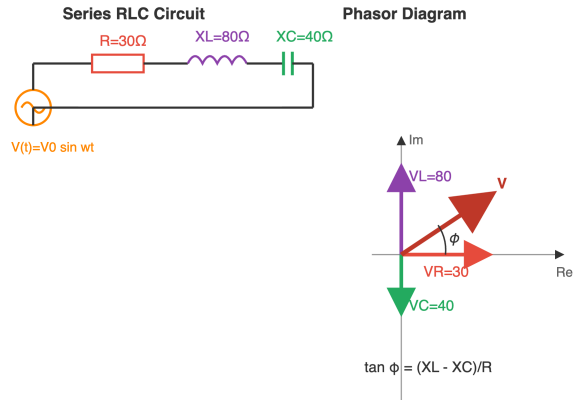 Series RLC Circuit
Phasor Diagram
R=30Ω
XL=80Ω
XC=40Ω
V(t)=V0 sin wt
Im
VL=80
V
ϕ
VR=30
Re
VC=40
tan ϕ = (XL - XC)/R